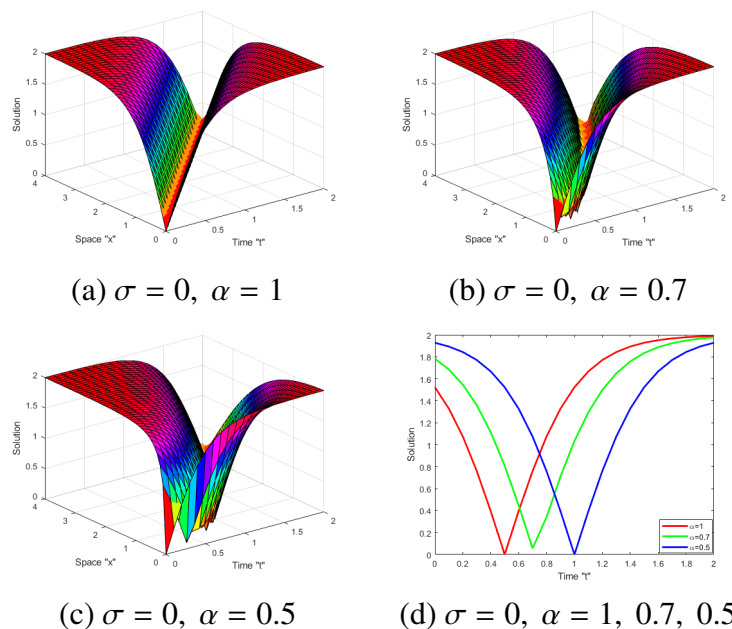 2
1.5
1
0.5
0
Solution
4
3
2
1
0
Space "x"
0
0.5
1
1.5
2
Time "t"
(a) σ = 0, α = 1
2
1.5
1
0.5
0
Solution
4
3
2
1
0
Space "x"
0
0.5
1
1.5
2
Time "t"
(b) σ = 0, α = 0.7
2
1.5
1
0.5
0
Solution
4
3
2
1
0
Space "x"
0
0.5
1
1.5
2
Time "t"
(c) σ = 0, α = 0.5
2
1.8
1.6
1.4
1.2
1
0.8
0.6
0.4
0.2
0
Solution
α=1
α=0.7
α=0.5
0 0.2 0.4 0.6 0.8 1.0 1.2 1.4 1.6 1.8 2
Time "t"
(d) σ = 0, α = 1, 0.7, 0.5